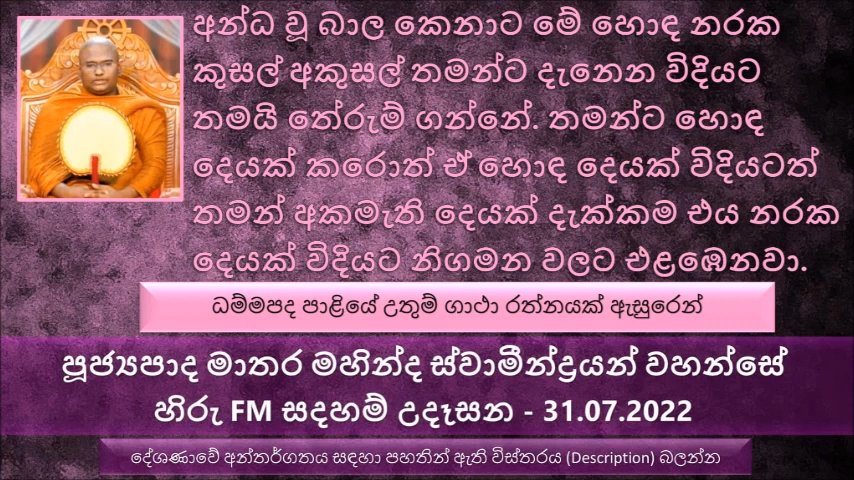 අන්ධ වූ බාල කෙනාට මේ හොඳ නරක
කුසල් අකුසල් තමන්ට දැනෙන විදියට
තමයි තේරුම් ගන්නේ. තමන්ට හොඳ
දෙයක් කරොත් ඒ හොඳ දෙයක් විදියටත්
තමන් අකමැති දෙයක් දැක්කම එය නරක
දෙයක් විදියට නිගමන වලට එළඹෙනවා.
ධම්මපද පාළියේ උතුම් ගාථා රත්නයක් ඇසුරෙන්
පූජ්‍යපාද මාතර මහින්ද ස්වාමීන්ද්‍රයන් වහන්සේ
හිරු FM සදහම් උදෑසන - 31.07.2022
දේශණාවේ අන්තර්ගතය සඳහා පහතින් ඇති විස්තරය (Description) බලන්න